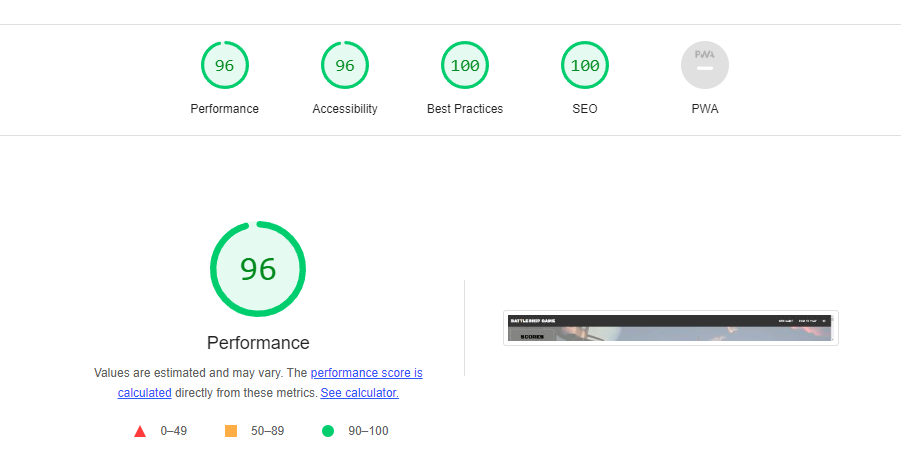 96 96 100 100 PWA
Performance Accessibility Best Practices SEO PWA
96
Performance
Values are estimated and may vary. The performance score is
calculated directly from these metrics. See calculator.
0–49 50–89 90–100
BATTLESHIP GAME
SCORES